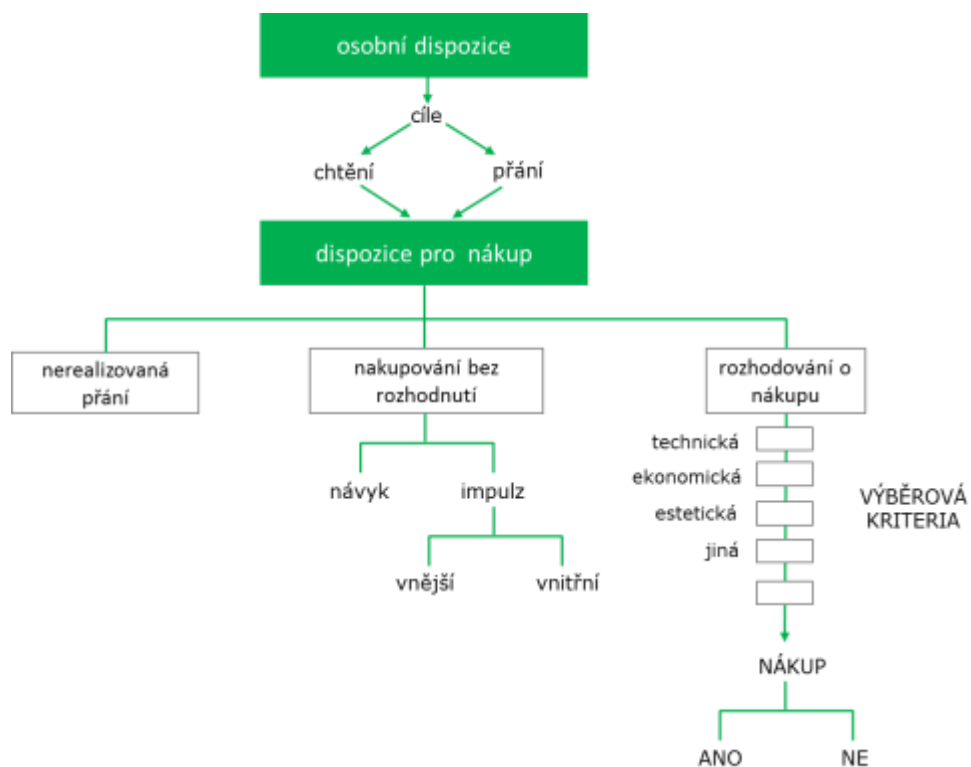 osobní dispozice
cíle
chtění
přání
dispozice pro nákup
nerealizovaná
přání
nakupování bez
rozhodnutí
rozhodování o
nákupu
technická
ekonomická
estetická
jiná
VÝBĚROVÁ
KRITERIA
návyk
impulz
vnější
vnitřní
NÁKUP
ANO
NE